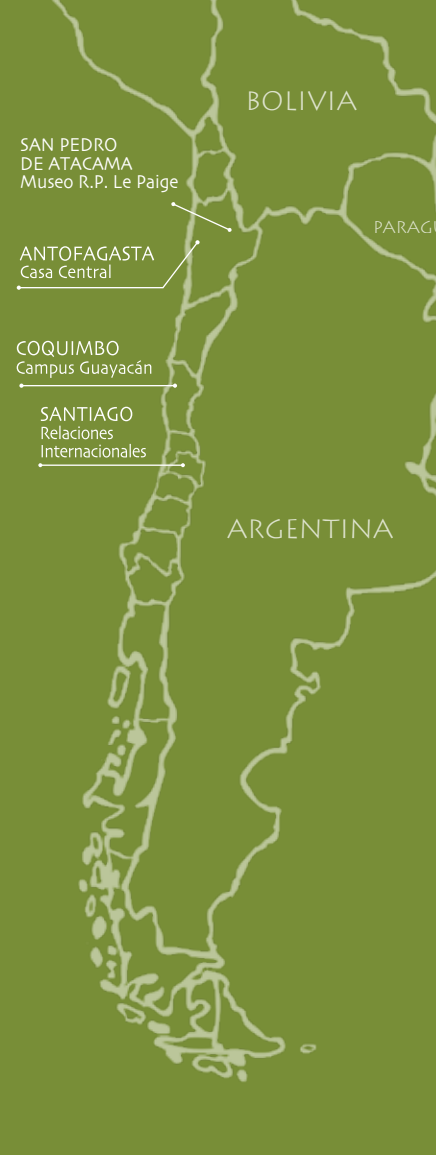 BOLIVIA
SAN PEDRO
DE ATACAMA
Museo R.P. Le Paige
PARAGU
ANTOFAGASTA
Casa Central
COQUIMBO
Campus Guayacán
SANTIAGO
Relaciones
Internacionales
ARGENTINA